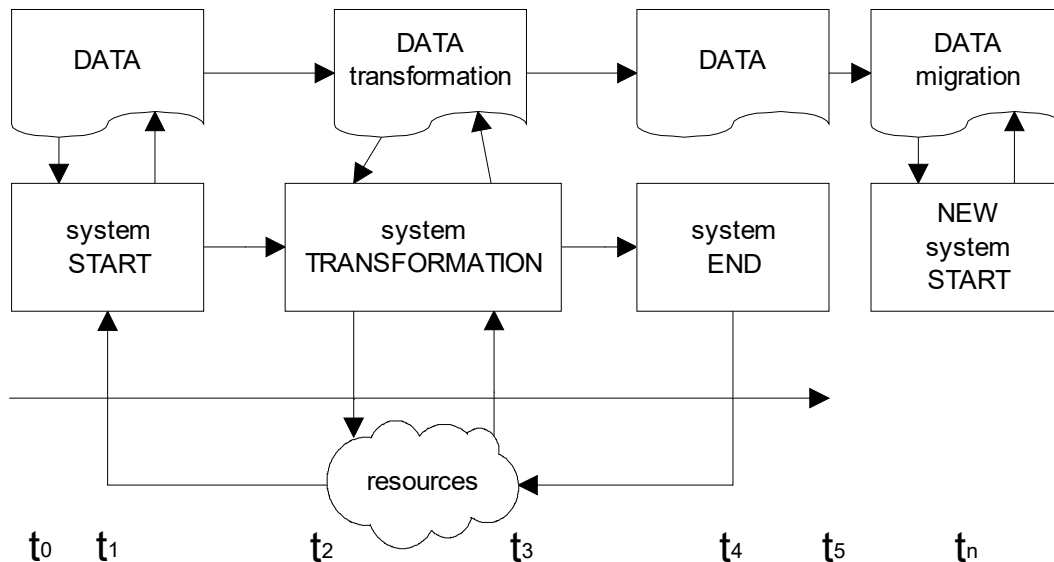 DATA
DATA
transformation
DATA
DATA
migration
system
START
system
TRANSFORMATION
system
END
NEW
system
START
resources
t0 t1 t2 t3 t4 t5 tn